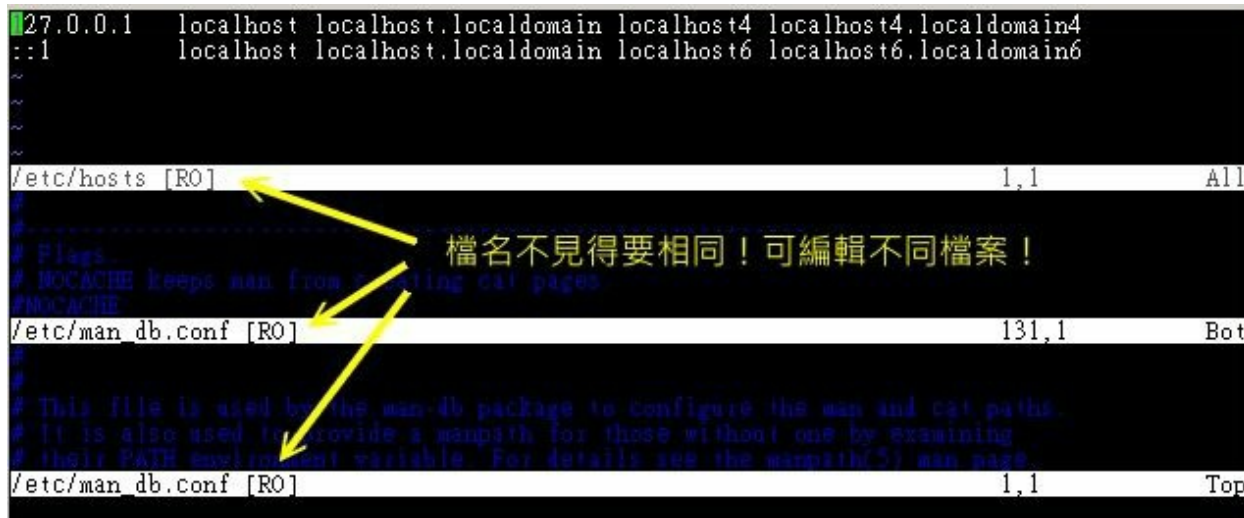 127.0.0.1 localhost localhost.localdomain localhost4 localhost4.localdomain4
::1 localhost localhost.localdomain localhost6 localhost6.localdomain6
~
~
~
~
/etc/hosts [RO] 1,1 All
#
#---------------------------------------------------------
# Flags.
檔名不見得要相同！可編輯不同檔案！
# NOCACHE keeps man from creating cat pages.
#NOCACHE
/etc/man_db.conf [RO] 131,1 Bot
#
#
# This file is used by the man-db package to configure the man and cat paths.
# It is also used to provide a manpath for those without one by examining
# their PATH environment variable. For details see the manpath(5) man page.
/etc/man_db.conf [RO] 1,1 Top